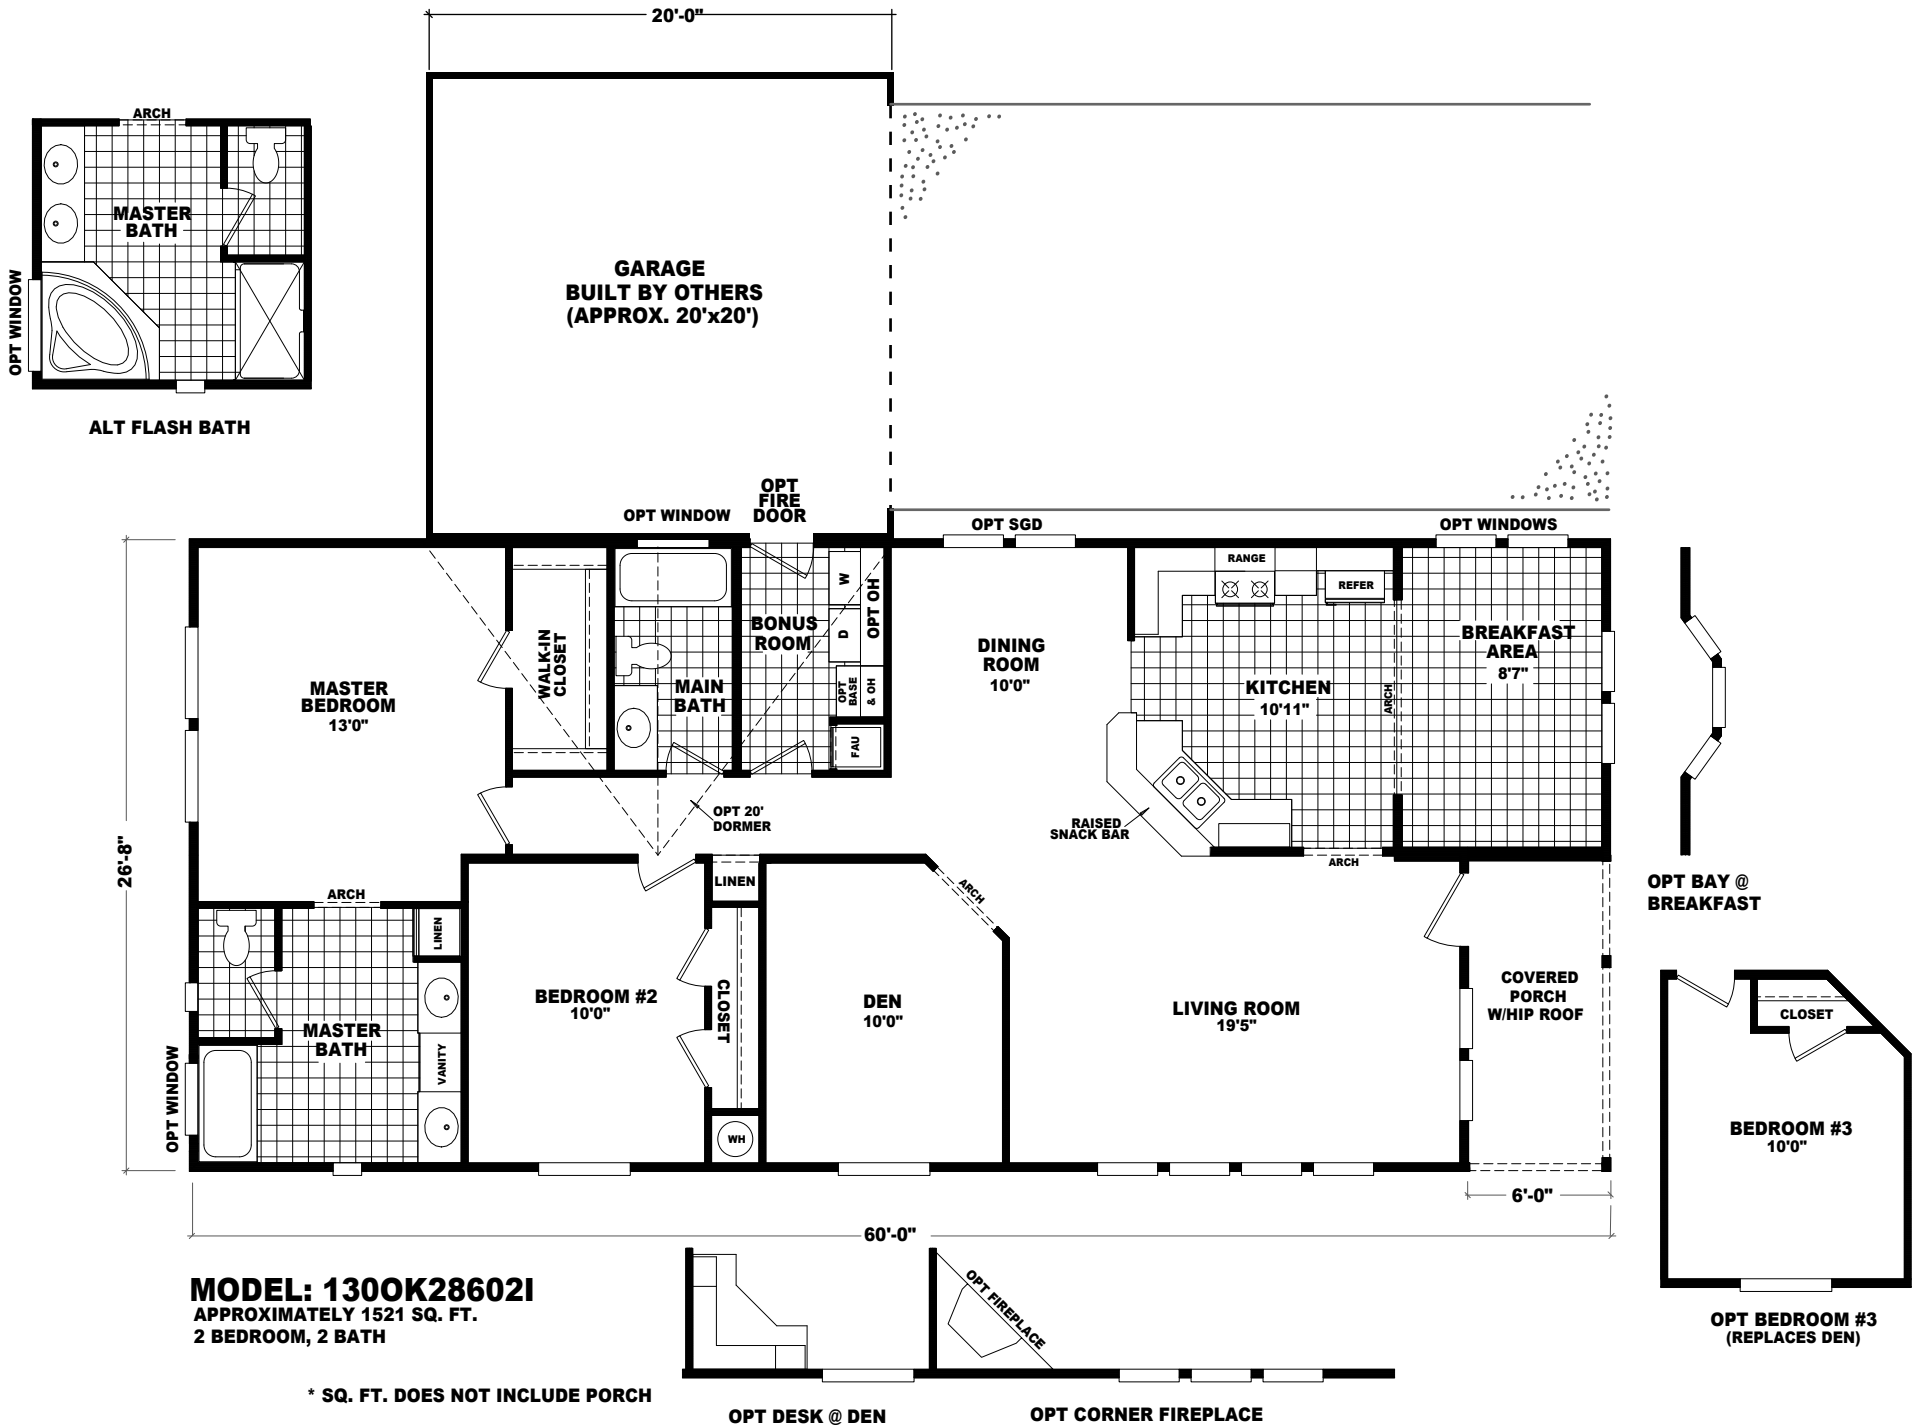 20'-0"
ARCH
MASTER
BATH
OPT WINDOW
ALT FLASH BATH
GARAGE
BUILT BY OTHERS
(APPROX. 20'x20')
OPT WINDOW
OPT
FIRE
DOOR
OPT SGD
OPT WINDOWS
RANGE
REFER
W
D
OPT OH
OPT
BASE
& OH
FAU
BONUS
ROOM
WALK-IN
CLOSET
MAIN
BATH
MASTER
BEDROOM
13'0"
DINING
ROOM
10'0"
KITCHEN
10'11"
ARCH
BREAKFAST
AREA
8'7"
OPT 20'
DORMER
RAISED
SNACK BAR
ARCH
26'-8"
ARCH
LINEN
LINEN
ARCH
OPT BAY @
BREAKFAST
MASTER
BATH
VANITY
OPT WINDOW
BEDROOM #2
10'0"
CLOSET
WH
DEN
10'0"
LIVING ROOM
19'5"
COVERED
PORCH
W/HIP ROOF
CLOSET
BEDROOM #3
10'0"
6'-0"
60'-0"
MODEL: 130OK28602I
APPROXIMATELY 1521 SQ. FT.
2 BEDROOM, 2 BATH
* SQ. FT. DOES NOT INCLUDE PORCH
OPT FIREPLACE
OPT DESK @ DEN
OPT CORNER FIREPLACE
OPT BEDROOM #3
(REPLACES DEN)